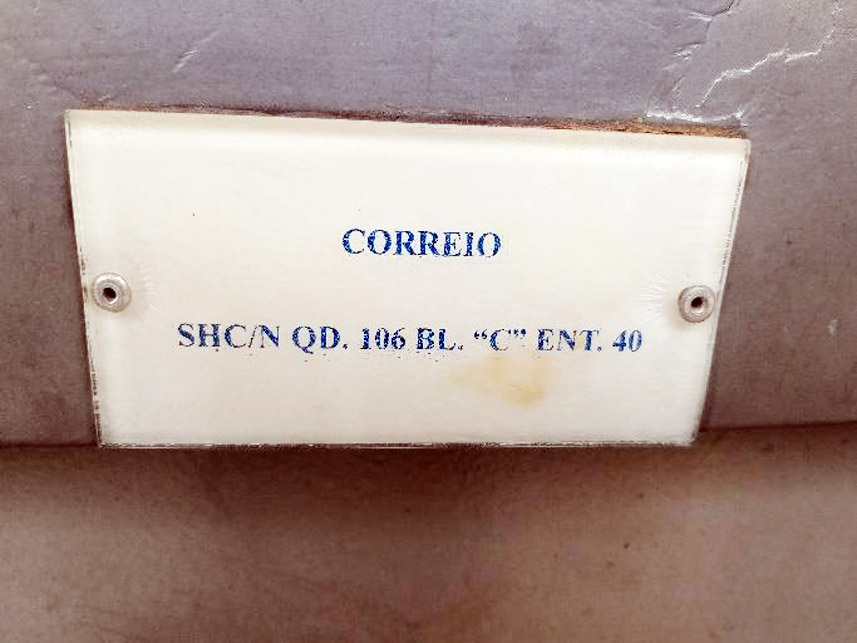 CORREIO
SHC/N QD. 106 BL. “C” ENT. 40